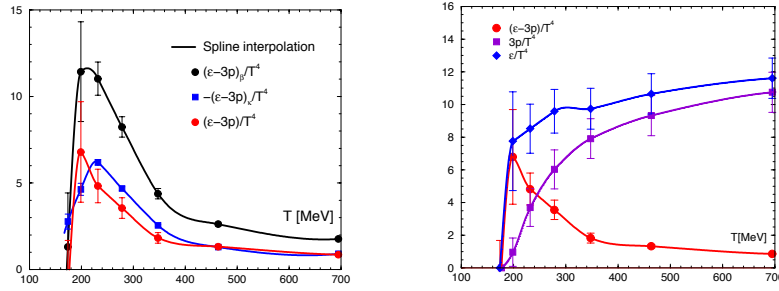 15
10
5
0
100 200 300 400 500 600 700
Spline interpolation
(ε−3p)β/T⁴
−(ε−3p)κ/T⁴
(ε−3p)/T⁴
T [MeV]
16
14
12
10
8
6
4
2
0
100 200 300 400 500 600 700
(ε−3p)/T⁴
3p/T⁴
ε/T⁴
T[MeV]